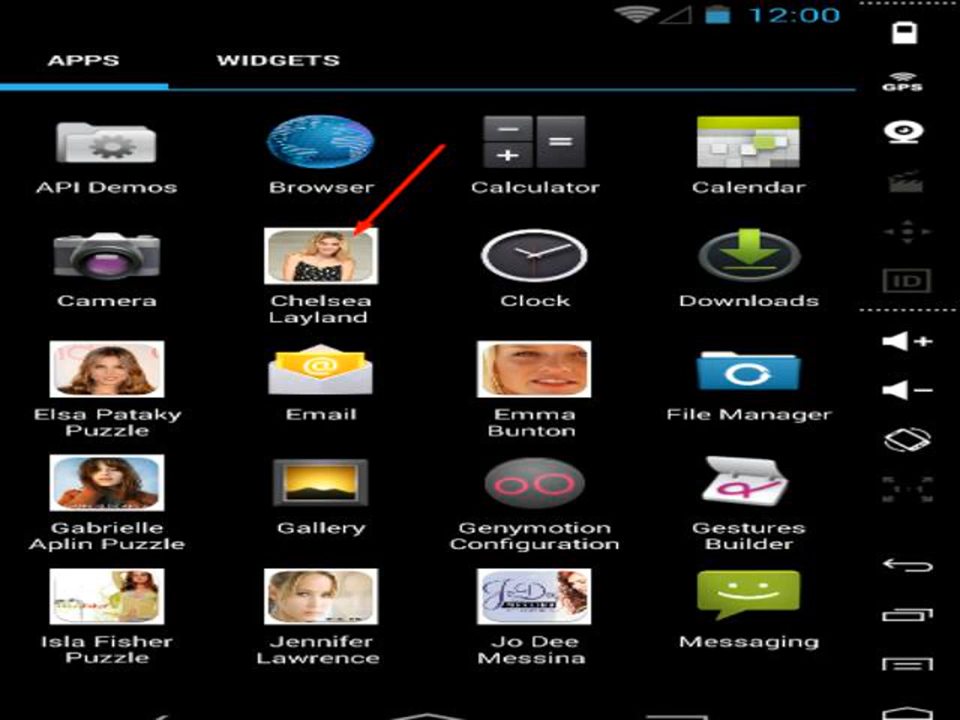 12:00
APPS WIDGETS
GPS
API Demos Browser Calculator Calendar
Camera Chelsea Layland Clock Downloads
ID
Elsa Pataky Puzzle Email Emma Bunton File Manager
Gabrielle Aplin Puzzle Gallery Genymotion Configuration Gestures Builder
Isla Fisher Puzzle Jennifer Lawrence Jo Dee Messina Messaging